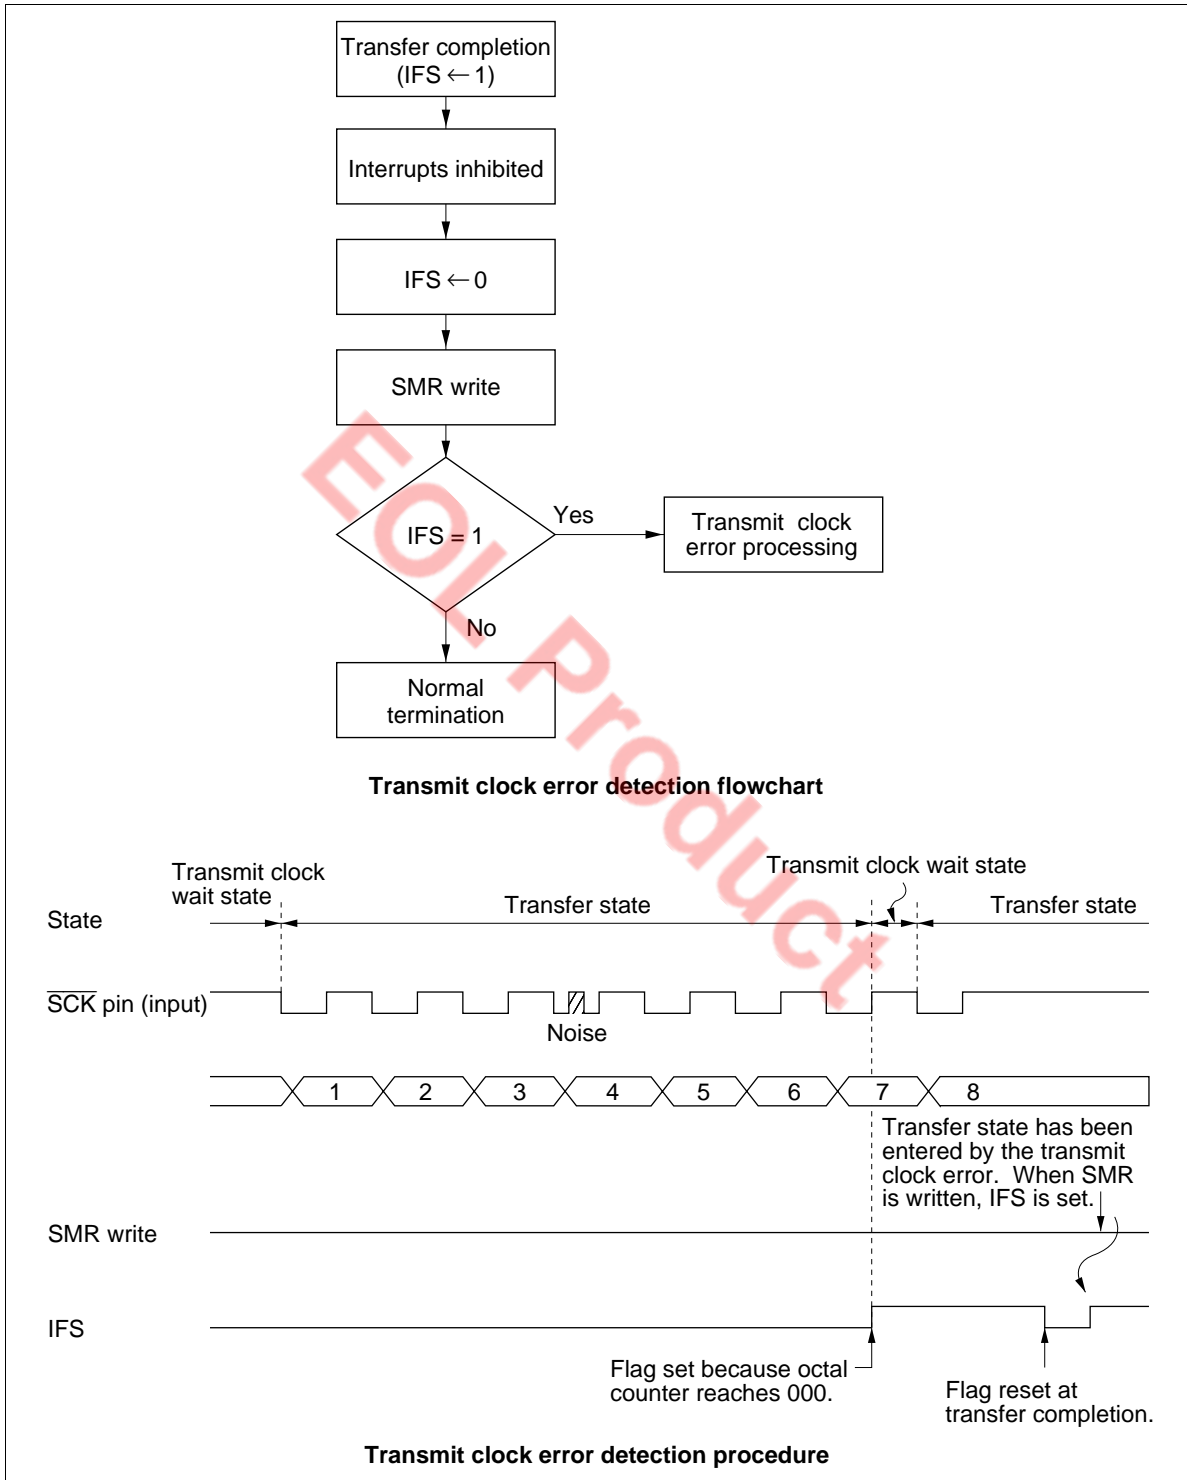 Transfer completion
(IFS ← 1)
Interrupts inhibited
IFS ← 0
SMR write
IFS = 1
Yes
Transmit clock
error processing
No
Normal
termination
EOL Product
Transmit clock error detection flowchart
Transmit clock
wait state
Transmit clock wait state
State
Transfer state
Transfer state
SCK pin (input)
Noise
1 2 3 4 5 6 7 8
Transfer state has been
entered by the transmit
clock error. When SMR
is written, IFS is set.
SMR write
IFS
Flag set because octal
counter reaches 000.
Flag reset at
transfer completion.
Transmit clock error detection procedure